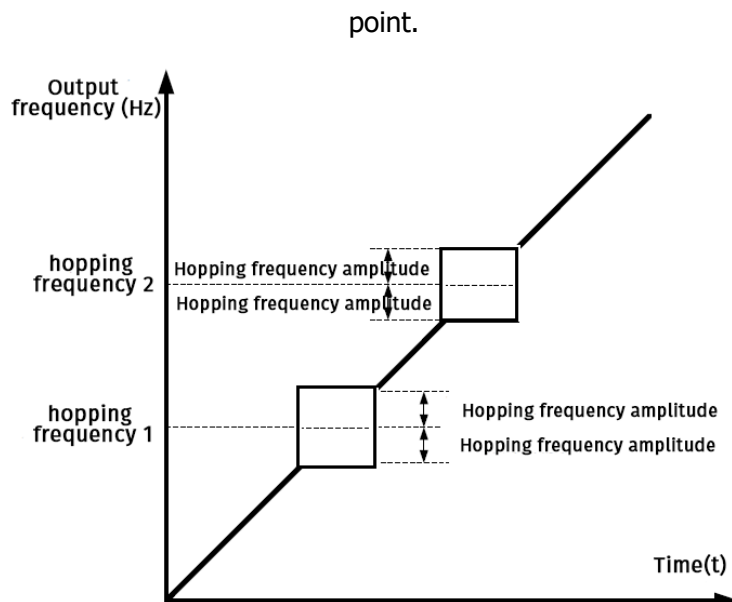 point.
Output
frequency (Hz)
hopping
frequency 2
Hopping frequency amplitude
Hopping frequency amplitude
hopping
frequency 1
Hopping frequency amplitude
Hopping frequency amplitude
Time(t)